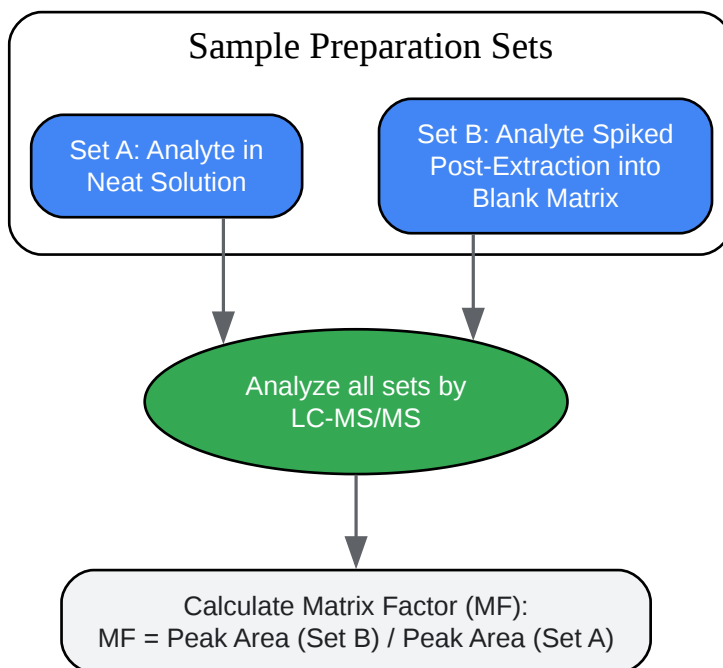 Sample Preparation Sets
Set A: Analyte in
Neat Solution
Set B: Analyte Spiked
Post-Extraction into
Blank Matrix
Analyze all sets by
LC-MS/MS
Calculate Matrix Factor (MF):
MF = Peak Area (Set B) / Peak Area (Set A)